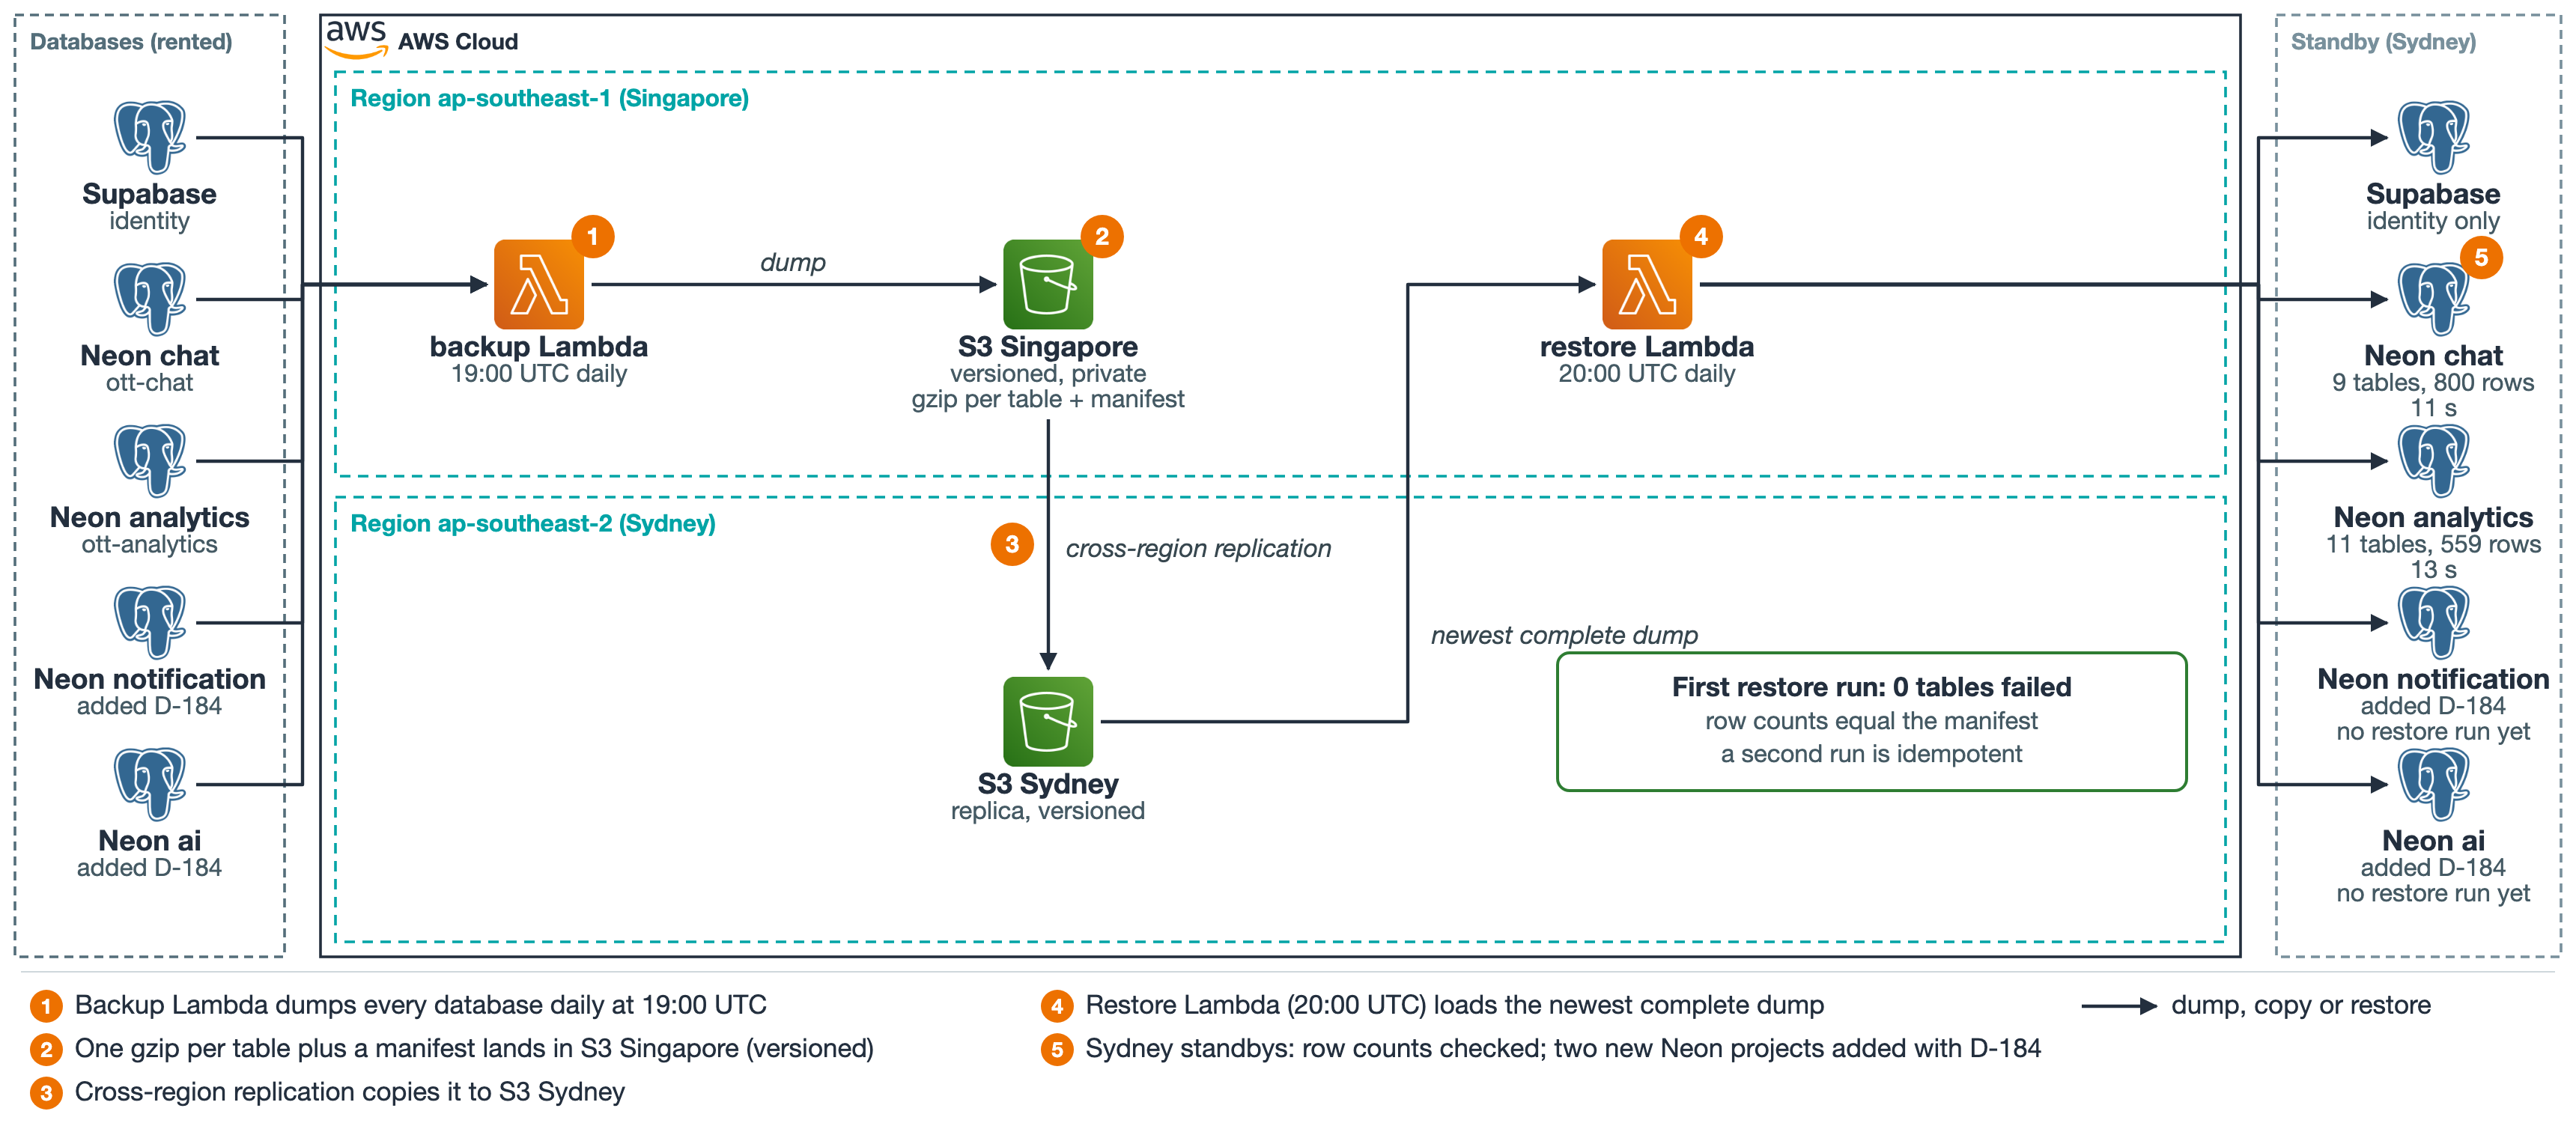 Databases (rented)
Supabase
identity
Neon chat
ott-chat
Neon analytics
ott-analytics
Neon notification
added D-184
Neon ai
added D-184
aws
AWS Cloud
Region ap-southeast-1 (Singapore)
1
backup Lambda
19:00 UTC daily
dump
2
S3 Singapore
versioned, private
gzip per table + manifest
4
restore Lambda
20:00 UTC daily
Region ap-southeast-2 (Sydney)
3
cross-region replication
S3 Sydney
replica, versioned
newest complete dump
First restore run: 0 tables failed
row counts equal the manifest
a second run is idempotent
Standby (Sydney)
Supabase
identity only
5
Neon chat
9 tables, 800 rows
11 s
Neon analytics
11 tables, 559 rows
13 s
Neon notification
added D-184
no restore run yet
Neon ai
added D-184
no restore run yet
1 Backup Lambda dumps every database daily at 19:00 UTC
2 One gzip per table plus a manifest lands in S3 Singapore (versioned)
3 Cross-region replication copies it to S3 Sydney
4 Restore Lambda (20:00 UTC) loads the newest complete dump
5 Sydney standbys: row counts checked; two new Neon projects added with D-184
dump, copy or restore